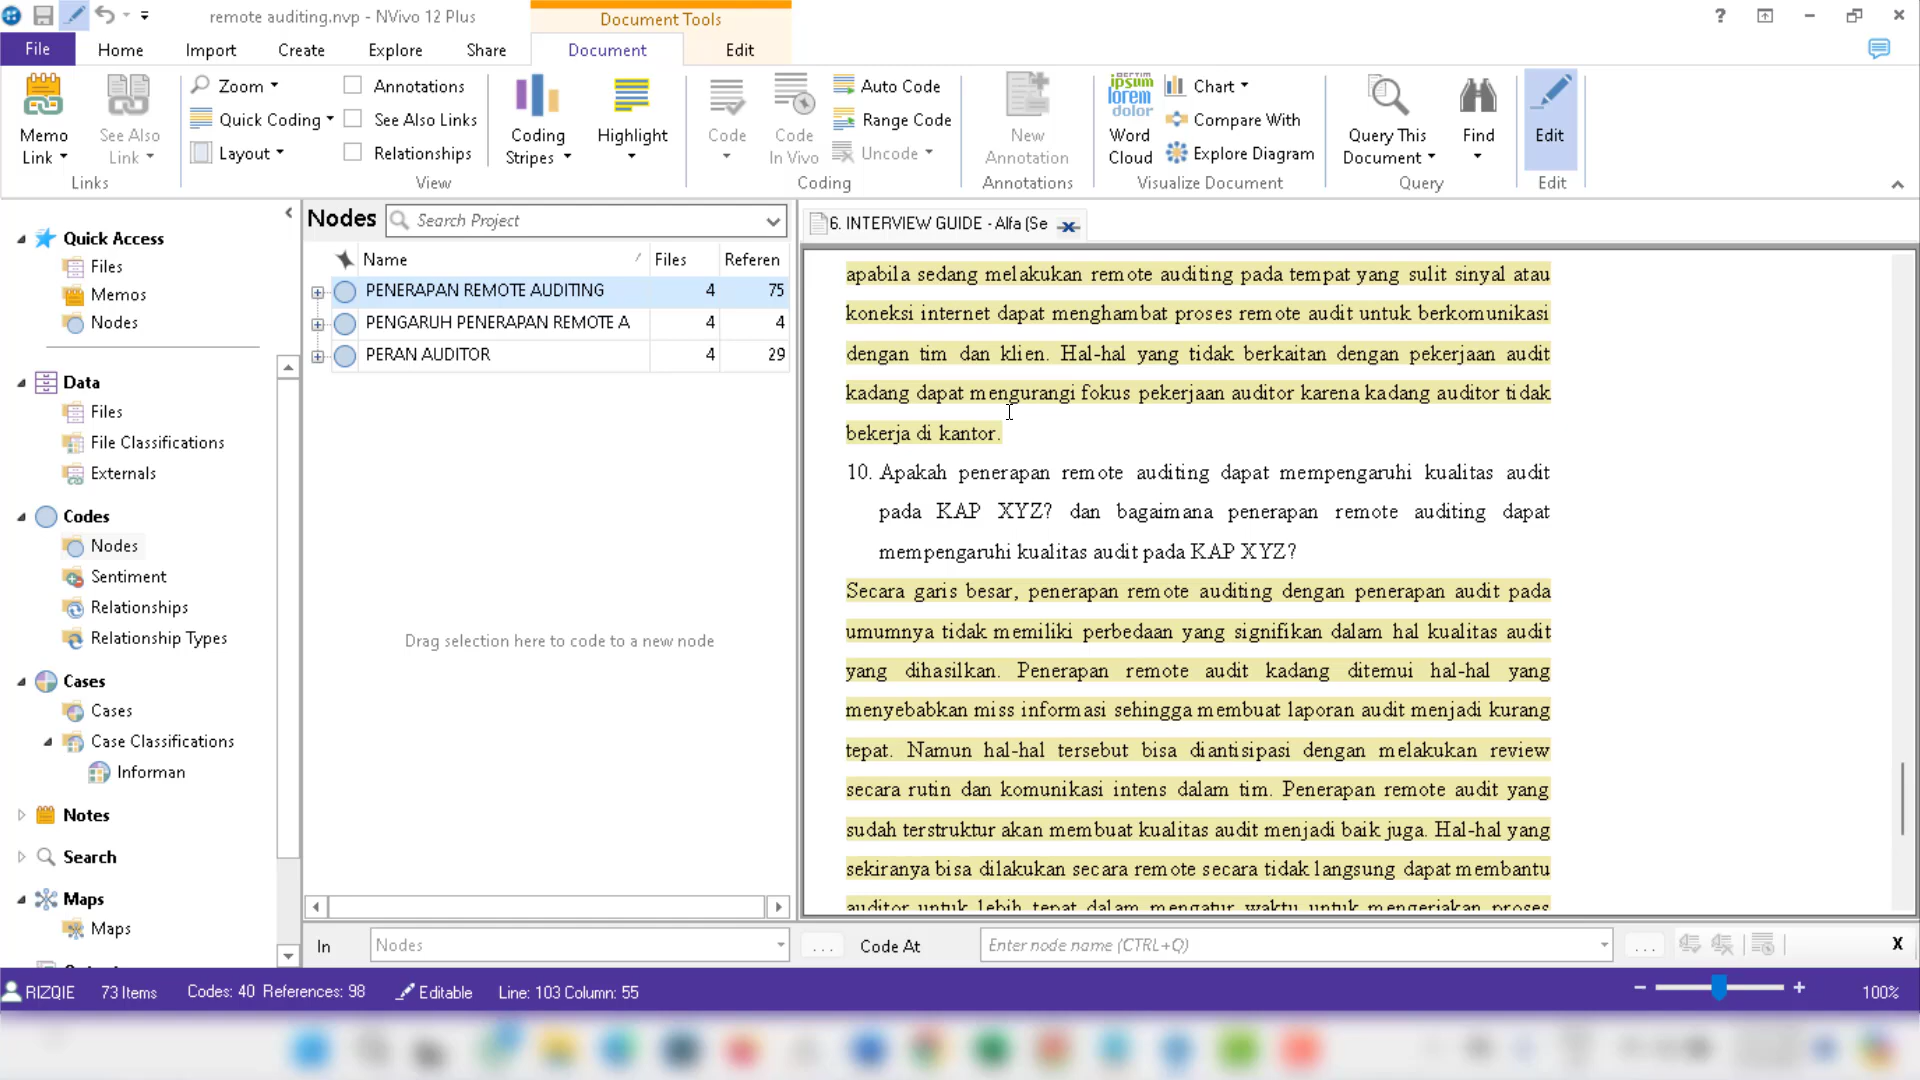 remote auditing.nvp - NVivo 12 Plus
Document Tools
?
File
Home
Import
Create
Explore
Share
Document
Edit
Memo Link
See Also Link
Links
Zoom
Quick Coding
Layout
Annotations
See Also Links
Relationships
View
Coding Stripes
Highlight
Code
Code In Vivo
Auto Code
Range Code
Uncode
Coding
New Annotation
Annotations
ipsum
lorem
dolor
Word Cloud
Chart
Compare With
Explore Diagram
Visualize Document
Query This Document
Find
Query
Edit
Edit
Quick Access
Files
Memos
Nodes
Data
Files
File Classifications
Externals
Codes
Nodes
Sentiment
Relationships
Relationship Types
Cases
Cases
Case Classifications
Informan
Notes
Search
Maps
Maps
Nodes
Search Project
Name Files Referen
PENERAPAN REMOTE AUDITING 4 75
PENGARUH PENERAPAN REMOTE A 4 4
PERAN AUDITOR 4 29
Drag selection here to code to a new node
6. INTERVIEW GUIDE - Alfa (Se
apabila sedang melakukan remote auditing pada tempat yang sulit sinyal atau
koneksi internet dapat menghambat proses remote audit untuk berkomunikasi
dengan tim dan klien. Hal-hal yang tidak berkaitan dengan pekerjaan audit
kadang dapat mengurangi fokus pekerjaan auditor karena kadang auditor tidak
bekerja di kantor.
10. Apakah penerapan remote auditing dapat mempengaruhi kualitas audit
pada KAP XYZ? dan bagaimana penerapan remote auditing dapat
mempengaruhi kualitas audit pada KAP XYZ?
Secara garis besar, penerapan remote auditing dengan penerapan audit pada
umumnya tidak memiliki perbedaan yang signifikan dalam hal kualitas audit
yang dihasilkan. Penerapan remote audit kadang ditemui hal-hal yang
menyebabkan miss informasi sehingga membuat laporan audit menjadi kurang
tepat. Namun hal-hal tersebut bisa diantisipasi dengan melakukan review
secara rutin dan komunikasi intens dalam tim. Penerapan remote audit yang
sudah terstruktur akan membuat kualitas audit menjadi baik juga. Hal-hal yang
sekiranya bisa dilakukan secara remote secara tidak langsung dapat membantu
auditor untuk lebih tepat dalam mengatur waktu untuk mengerjakan proses
In
Nodes
...
Code At
Enter node name (CTRL+Q)
...
X
RIZQIE
73 Items
Codes: 40 References: 98
Editable
Line: 103 Column: 55
100%